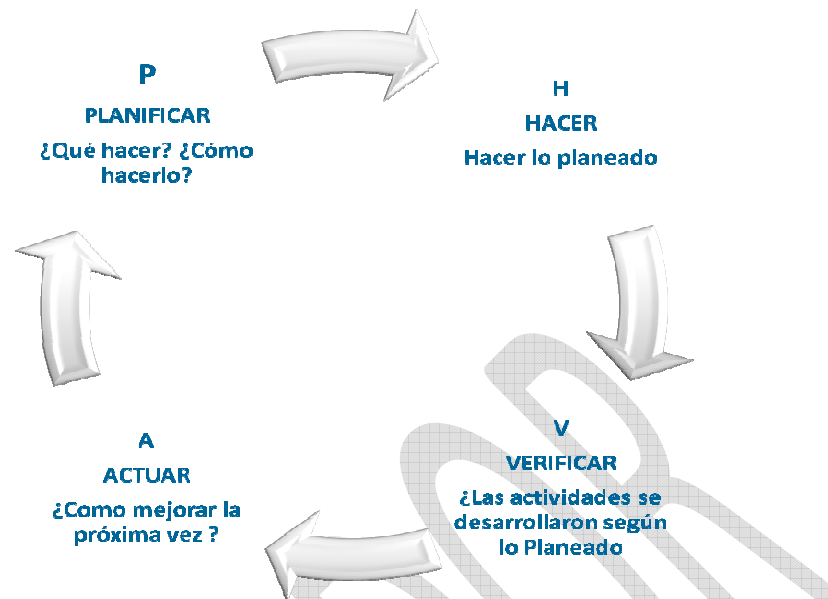 P
PLANIFICAR
¿Qué hacer? ¿Cómo
hacerlo?
H
HACER
Hacer lo planeado
V
VERIFICAR
¿Las actividades se
desarrollaron según
lo Planeado
A
ACTUAR
¿Como mejorar la
próxima vez ?